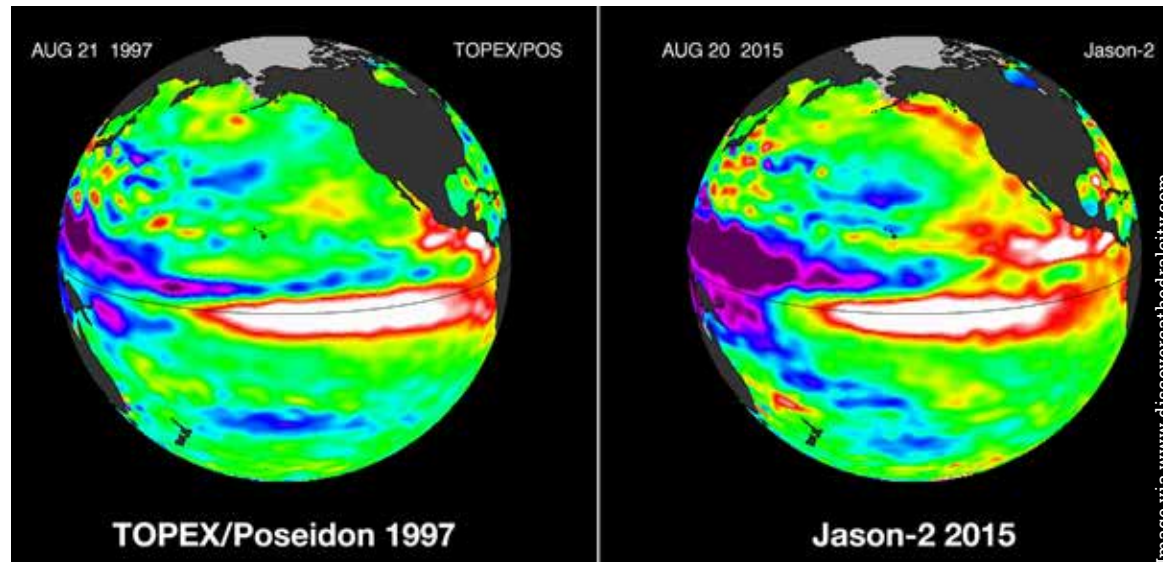 AUG 21 1997
TOPEX/POS
TOPEX/Poseidon 1997
AUG 20 2015
Jason-2
Jason-2 2015
Image via www.discovercathedralcity.com